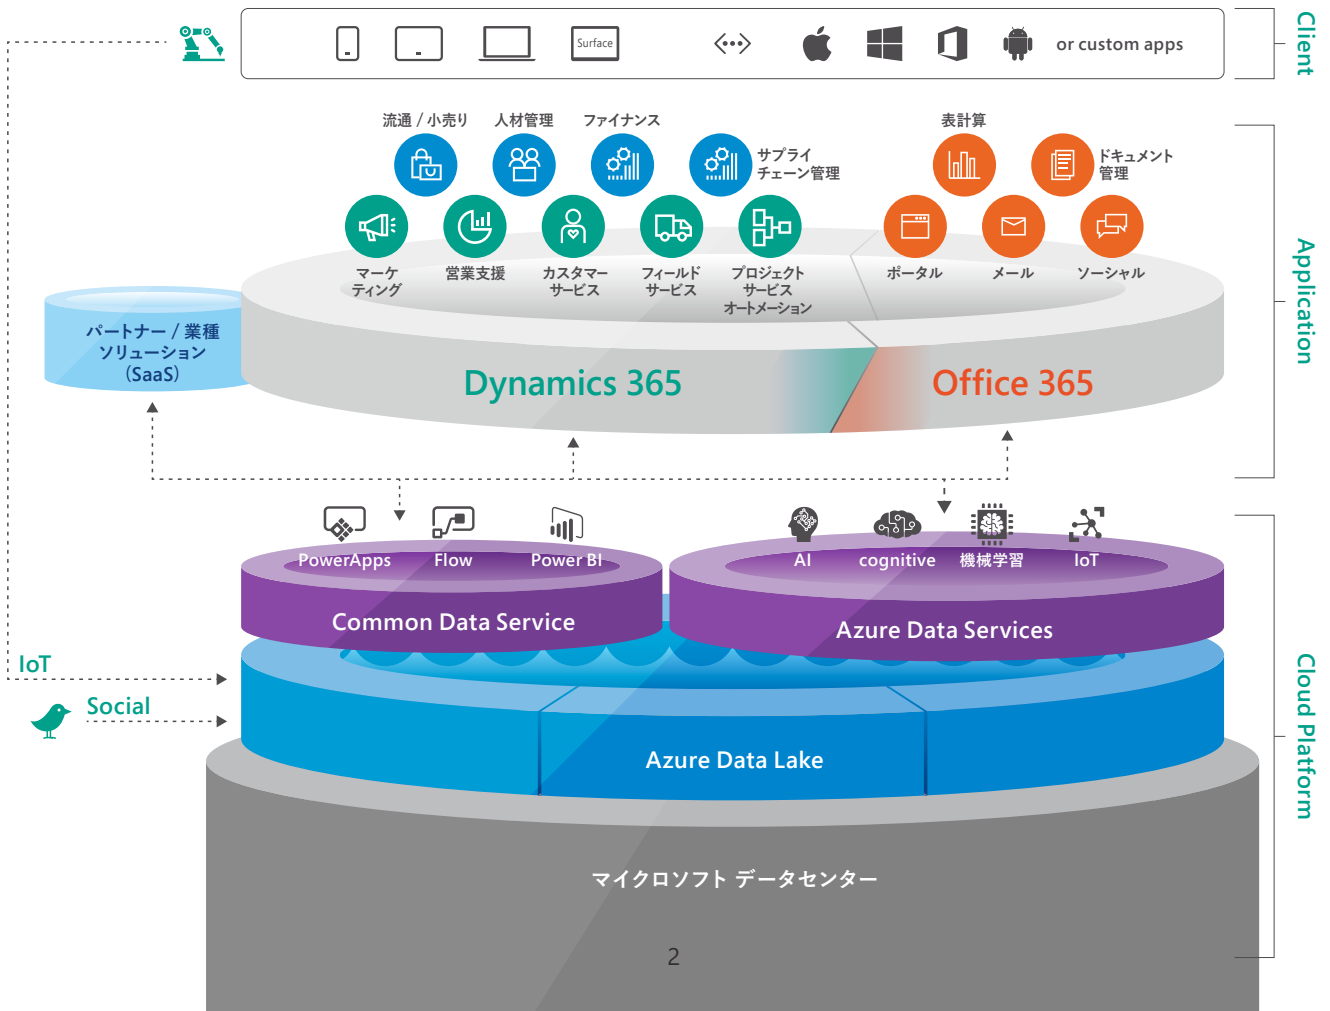 Surface
or custom apps
Client
流通 / 小売り
人材管理
ファイナンス
サプライ
チェーン管理
表計算
ドキュメント
管理
マーケ
ティング
営業支援
カスタマー
サービス
フィールド
サービス
プロジェクト
サービス
オートメーション
ポータル
メール
ソーシャル
Application
パートナー / 業種
ソリューション
(SaaS)
Dynamics 365
Office 365
PowerApps
Flow
Power BI
AI
cognitive
機械学習
IoT
Common Data Service
Azure Data Services
IoT
Social
Azure Data Lake
Cloud Platform
マイクロソフト データセンター
2